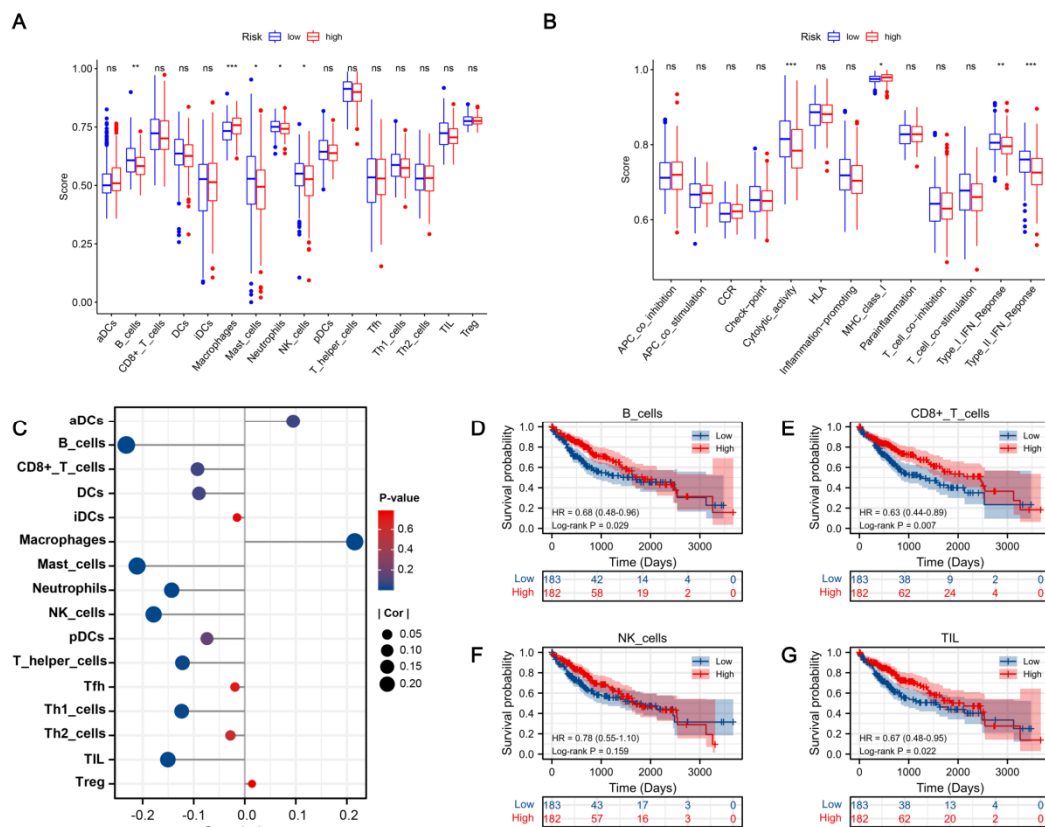 A
Risk low high
ns ** ns ns ns *** * * * ns ns ns ns ns ns ns
1.00
0.75
0.50
0.25
0.00
Score
aDCs
B_cells
CD8+_T_cells
DCs
iDCs
Macrophages
Mast_cells
Neutrophils
NK_cells
pDCs
T_helper_cells
Tfh
Th1_cells
Th2_cells
TIL
Treg
B
Risk low high
ns ns ns ns *** ns ns * ns ns ns ** ***
1.0
0.8
0.6
Score
APC_co_inhibition
APC_co_stimulation
CCR
Check-point
Cytolytic_activity
HLA
Inflammation-promoting
MHC_class_I
Parainflammation
T_cell_co-inhibition
T_cell_co-stimulation
Type_I_IFN_Reponse
Type_II_IFN_Reponse
C
aDCs
B_cells
CD8+_T_cells
DCs
iDCs
Macrophages
Mast_cells
Neutrophils
NK_cells
pDCs
T_helper_cells
Tfh
Th1_cells
Th2_cells
TIL
Treg
-0.2 -0.1 0.0 0.1 0.2
P-value
0.6
0.4
0.2
| Cor |
0.05
0.10
0.15
0.20
D
B_cells
Low
High
1.0
0.8
0.6
0.4
0.2
0.0
Survival probability
HR = 0.68 (0.48-0.96)
Log-rank P = 0.029
0 1000 2000 3000
Time (Days)
Low 183 42 14 4 0
High 182 58 19 2 0
E
CD8+_T_cells
Low
High
1.0
0.8
0.6
0.4
0.2
0.0
Survival probability
HR = 0.63 (0.44-0.89)
Log-rank P = 0.007
0 1000 2000 3000
Time (Days)
Low 183 38 9 2 0
High 182 62 24 4 0
F
NK_cells
Low
High
1.0
0.8
0.6
0.4
0.2
0.0
Survival probability
HR = 0.78 (0.55-1.10)
Log-rank P = 0.159
0 1000 2000 3000
Time (Days)
Low 183 43 17 3 0
High 182 57 16 3 0
G
TIL
Low
High
1.0
0.8
0.6
0.4
0.2
0.0
Survival probability
HR = 0.67 (0.48-0.95)
Log-rank P = 0.022
0 1000 2000 3000
Time (Days)
Low 183 38 13 4 0
High 182 62 20 2 0